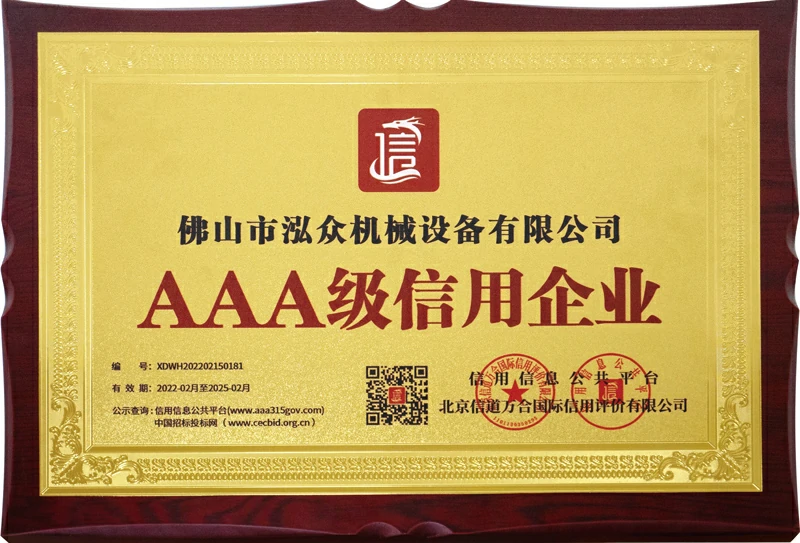 信
佛山市泓众机械设备有限公司
AAA级信用企业
编 号：XDWH202202150181
有 效 期：2022-02月至2025-02月
公示查询：信用信息公共平台(www.aaa315gov.com)
中国招标投标网（www.cecbid.org.cn）
信用信息公共平台
北京信道万合国际信用评价有限公司